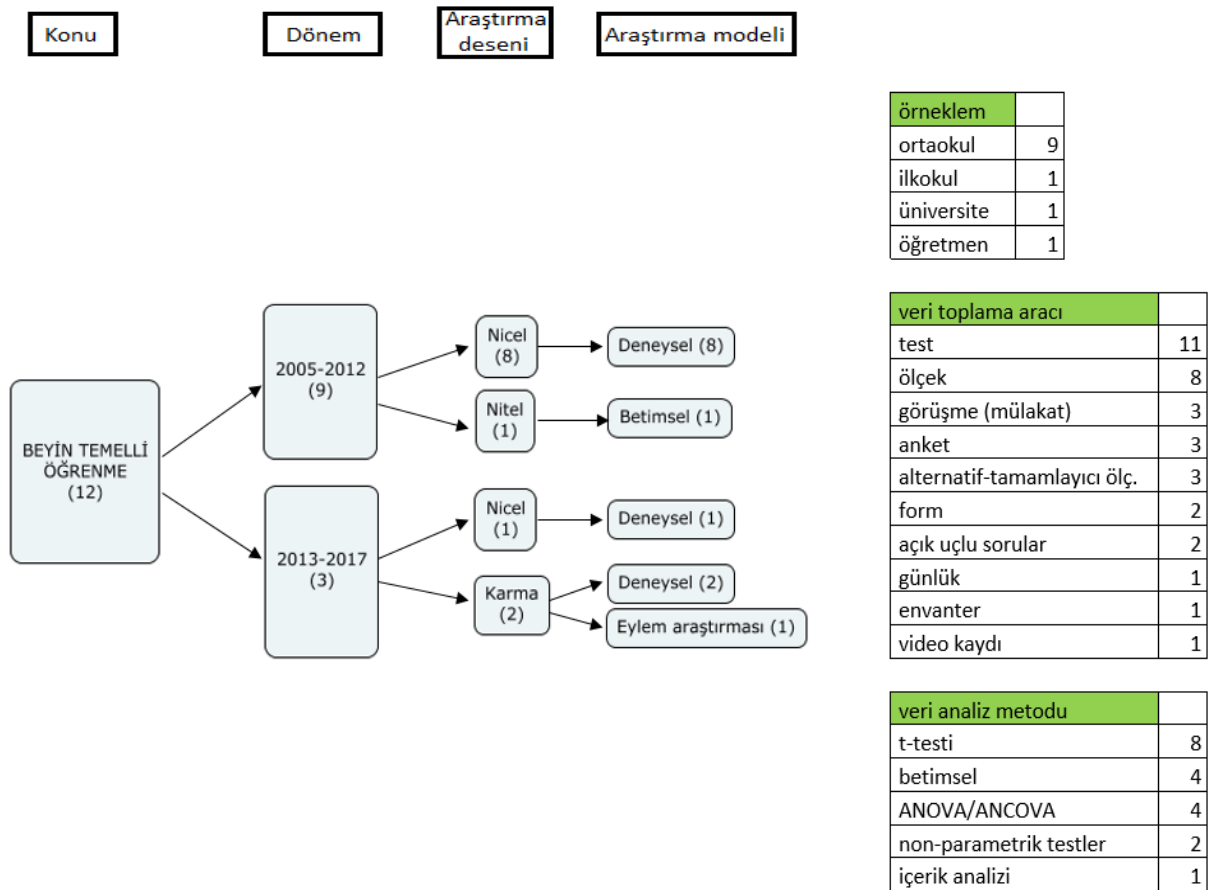 Konu
Dönem
Araştırma
deseni
Araştırma modeli
BEYİN TEMELLİ
ÖĞRENME
(12)
2005-2012
(9)
Nicel
(8)
Deneysel (8)
Nitel
(1)
Betimsel (1)
2013-2017
(3)
Nicel
(1)
Deneysel (1)
Karma
(2)
Deneysel (2)
Eylem araştırması (1)
örneklem
ortaokul 9
ilkokul 1
üniversite 1
öğretmen 1
veri toplama aracı
test 11
ölçek 8
görüşme (mülakat) 3
anket 3
alternatif-tamamlayıcı ölç. 3
form 2
açık uçlu sorular 2
günlük 1
envanter 1
video kaydı 1
veri analiz metodu
t-testi 8
betimsel 4
ANOVA/ANCOVA 4
non-parametrik testler 2
içerik analizi 1